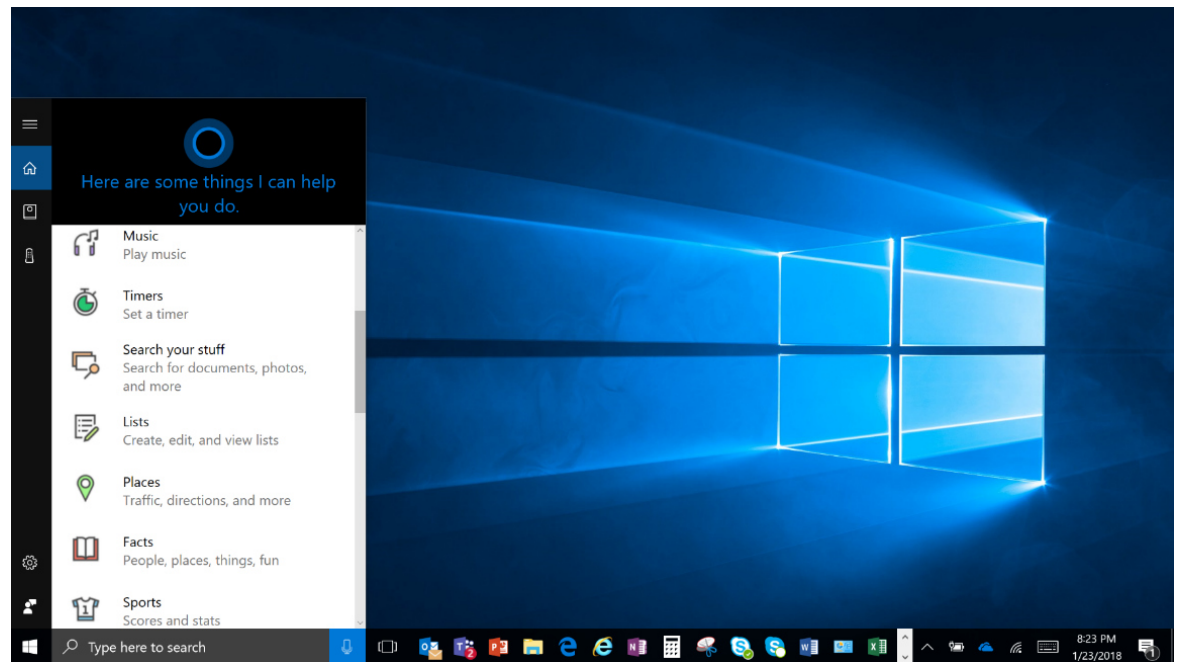 Here are some things I can help
you do.
Music
Play music
Timers
Set a timer
Search your stuff
Search for documents, photos,
and more
Lists
Create, edit, and view lists
Places
Traffic, directions, and more
Facts
People, places, things, fun
Sports
Scores and stats
Type here to search
8:23 PM
1/23/2018